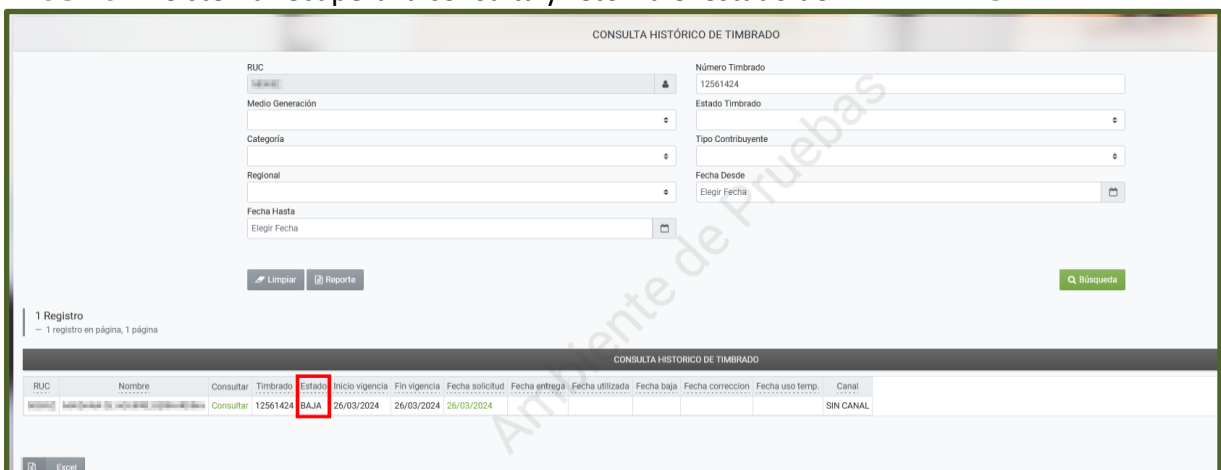 CONSULTA HISTÓRICO DE TIMBRADO
RUC
Número Timbrado
12561424
Medio Generación
Estado Timbrado
Categoría
Tipo Contribuyente
Regional
Fecha Desde
Elegir Fecha
Fecha Hasta
Elegir Fecha
Limpiar Reporte Búsqueda
1 Registro
— 1 registro en página, 1 página
CONSULTA HISTORICO DE TIMBRADO
RUC Nombre Consultar Timbrado Estado Inicio vigencia Fin vigencia Fecha solicitud Fecha entrega Fecha utilizada Fecha baja Fecha correccion Fecha uso temp. Canal
Consultar 12561424 BAJA 26/03/2024 26/03/2024 26/03/2024 SIN CANAL
Excel
Ambiente de Pruebas